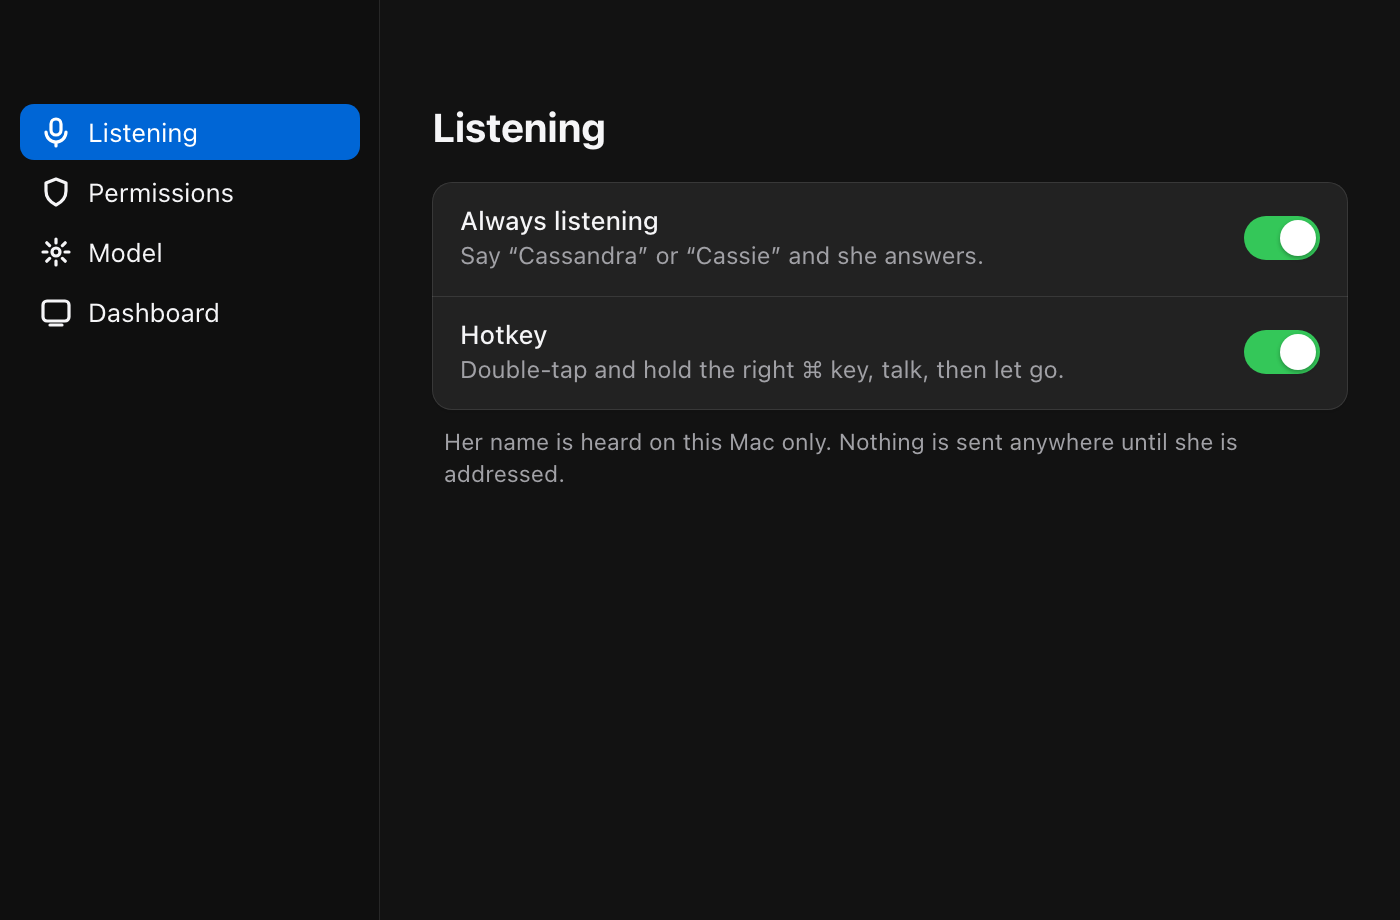 Listening
Permissions
Model
Dashboard
Listening
Always listening
Say “Cassandra” or “Cassie” and she answers.
Hotkey
Double-tap and hold the right ⌘ key, talk, then let go.
Her name is heard on this Mac only. Nothing is sent anywhere until she is
addressed.